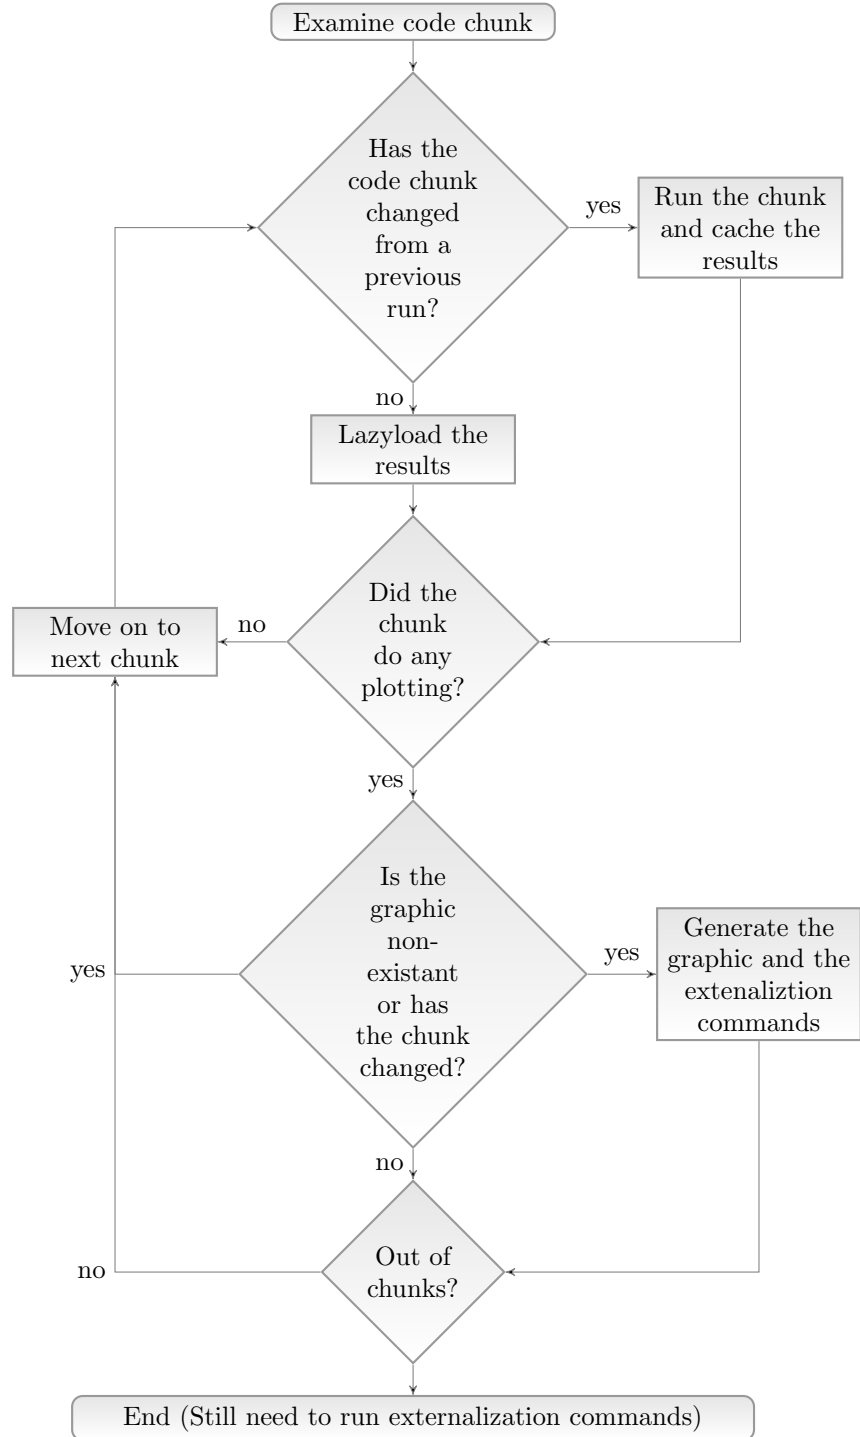 Examine code chunk
Has the
code chunk
changed
from a
previous
run?
yes
Run the chunk
and cache the
results
no
Lazyload the
results
Did the
chunk
do any
plotting?
no
Move on to
next chunk
yes
Is the
graphic
non-
existant
or has
the chunk
changed?
yes
yes
Generate the
graphic and the
extenaliztion
commands
no
Out of
chunks?
no
End (Still need to run externalization commands)